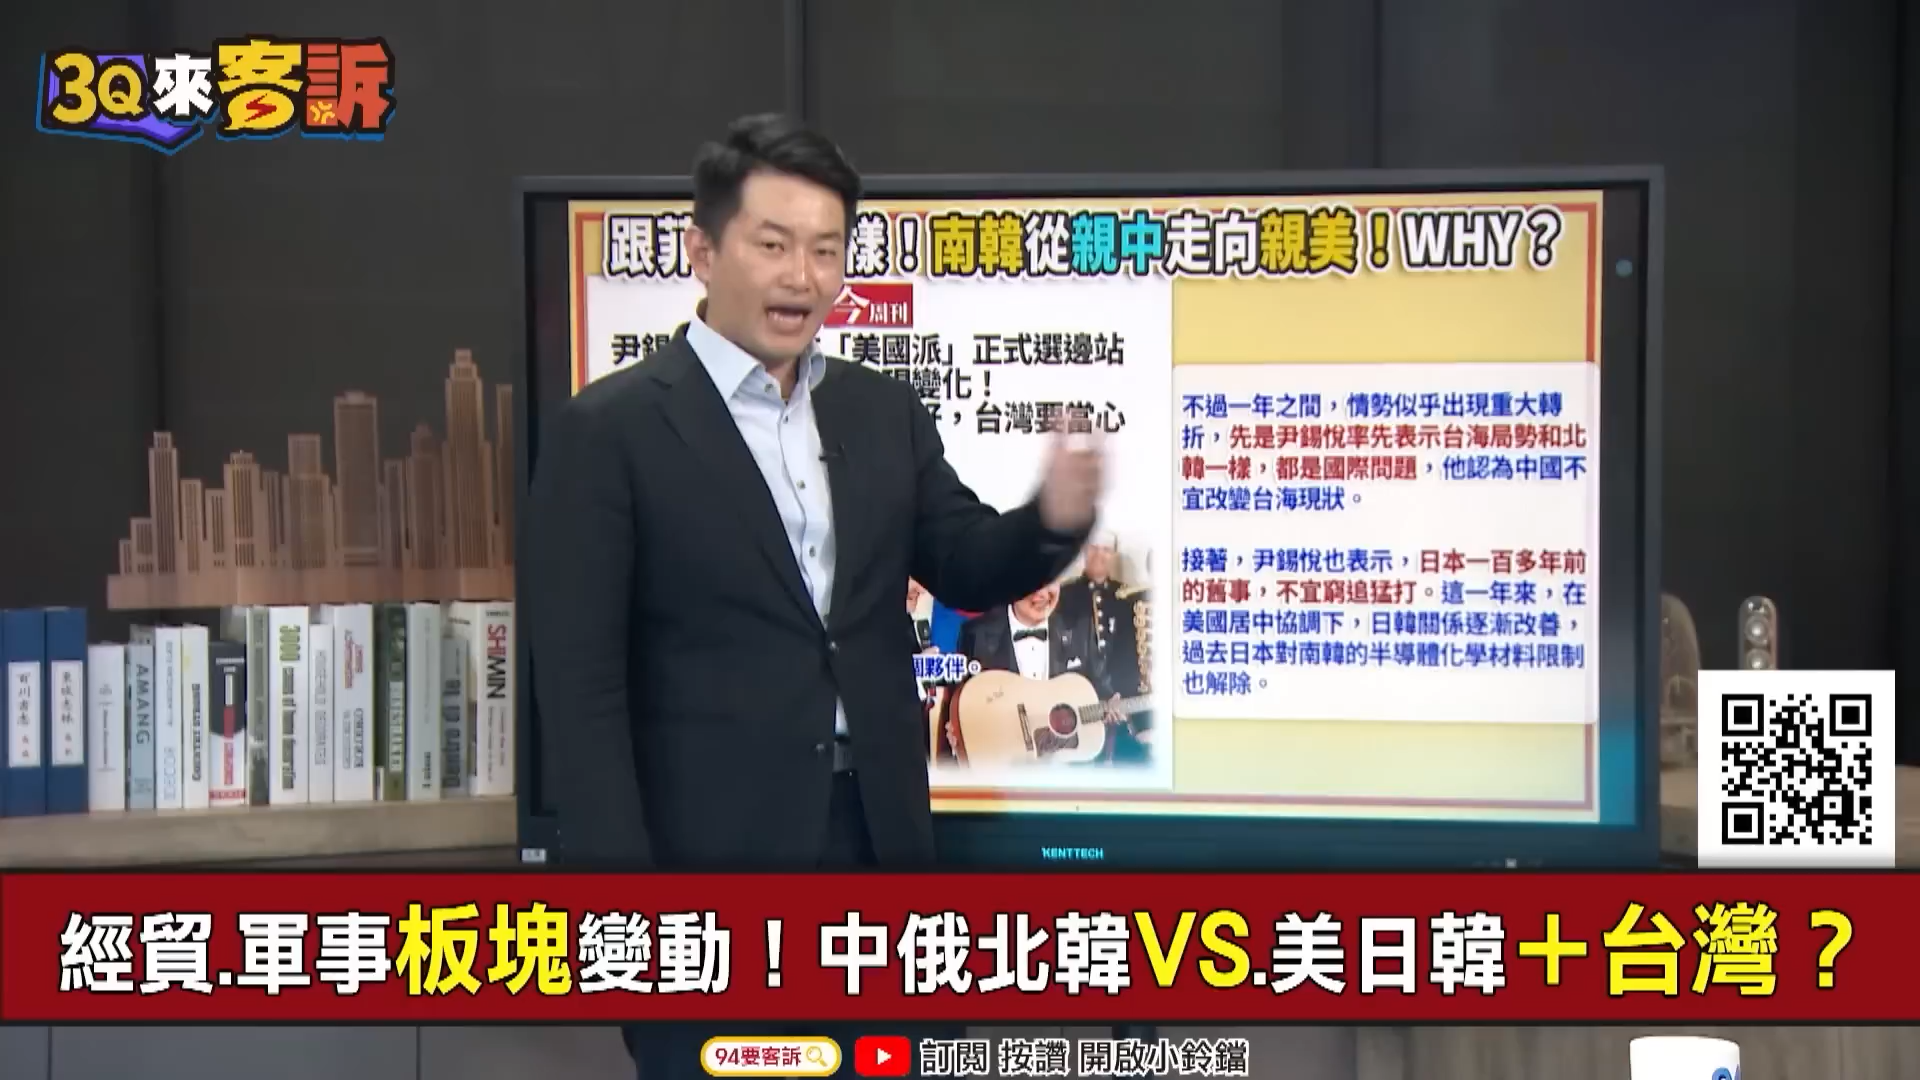 3Q來客訴
跟菲 樣！南韓從親中走向親美！WHY？
今周刊
尹錫 「美國派」正式選邊站
變化！
，台灣要當心
個夥伴。
不過一年之間，情勢似乎出現重大轉
折，先是尹錫悅率先表示台海局勢和北
韓一樣，都是國際問題，他認為中國不
宜改變台海現狀。
接著，尹錫悅也表示，日本一百多年前
的舊事，不宜窮追猛打。這一年來，在
美國居中協調下，日韓關係逐漸改善，
過去日本對南韓的半導體化學材料限制
也解除。
AMANG
SHIMIN
KENTTECH
經貿.軍事板塊變動！中俄北韓VS.美日韓＋台灣？
94要客訴
訂閱 按讚 開啟小鈴鐺